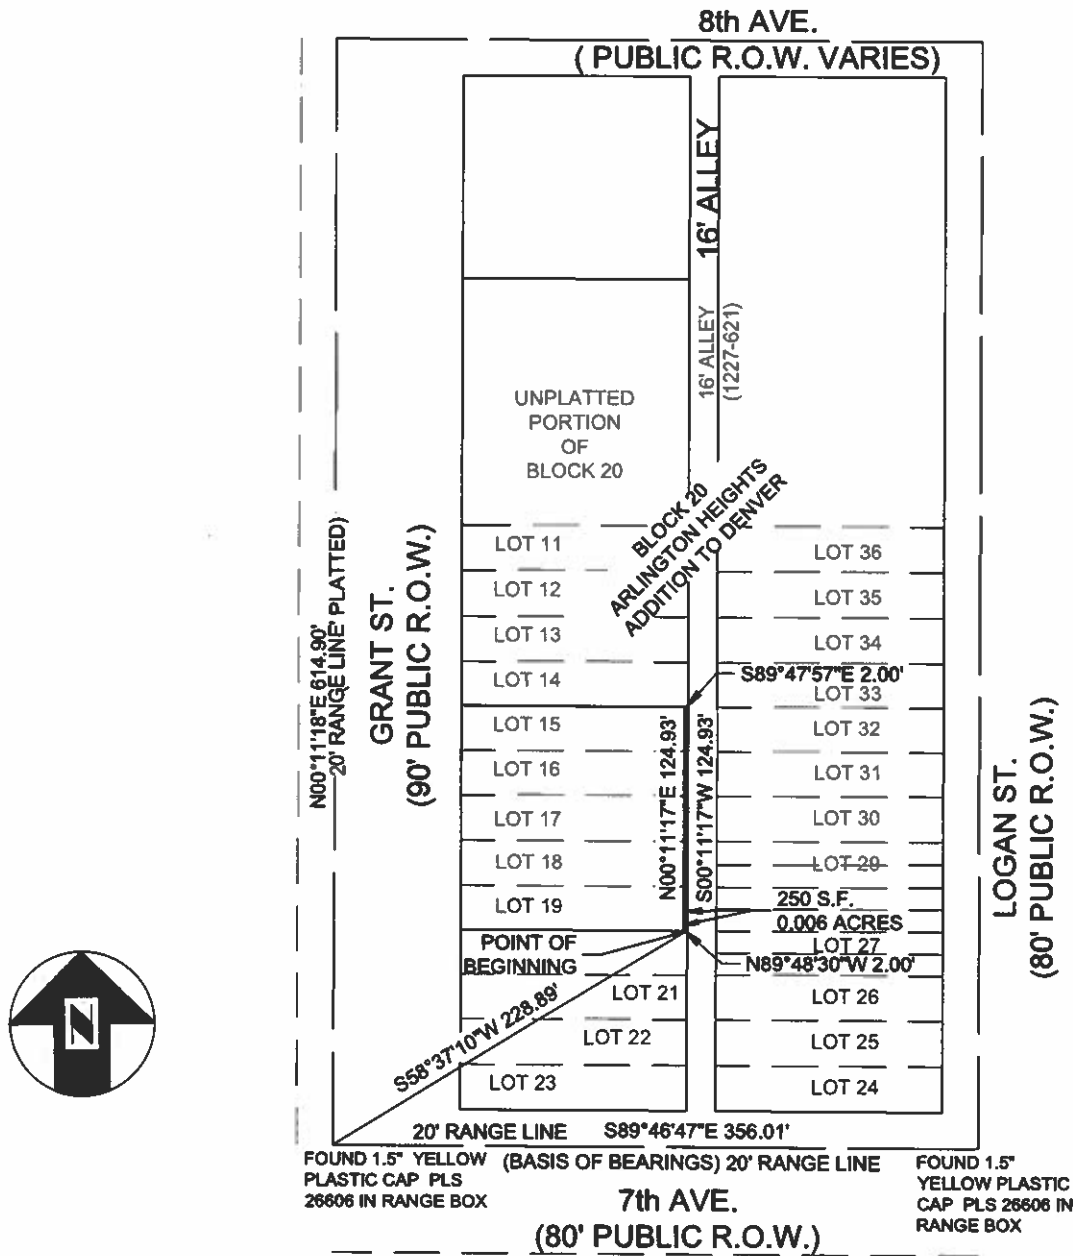 8th AVE.
( PUBLIC R.O.W. VARIES)
16' ALLEY
16' ALLEY
(1227-621)
UNPLATTED
PORTION
OF
BLOCK 20
BLOCK 20
ARLINGTON HEIGHTS
ADDITION TO DENVER
LOT 11
LOT 12
LOT 13
LOT 14
LOT 15
LOT 16
LOT 17
LOT 18
LOT 19
LOT 36
LOT 35
LOT 34
S89°47'57"E 2.00'
LOT 33
LOT 32
LOT 31
LOT 30
LOT 29
250 S.F.
0.006 ACRES
LOT 27
N89°48'30"W 2.00'
LOT 26
LOT 25
LOT 24
N00°11'17"E 124.93'
S00°11'17"W 124.93'
N00°11'18"E 614.90'
20' RANGE LINE' PLATTED)
GRANT ST.
(90' PUBLIC R.O.W.)
LOGAN ST.
(80' PUBLIC R.O.W.)
POINT OF
BEGINNING
LOT 21
LOT 22
LOT 23
S58°37'10"W 228.89'
N
20' RANGE LINE S89°46'47"E 356.01'
(BASIS OF BEARINGS) 20' RANGE LINE
FOUND 1.5" YELLOW
PLASTIC CAP PLS
26606 IN RANGE BOX
FOUND 1.5"
YELLOW PLASTIC
CAP PLS 26606 IN
RANGE BOX
7th AVE.
(80' PUBLIC R.O.W.)